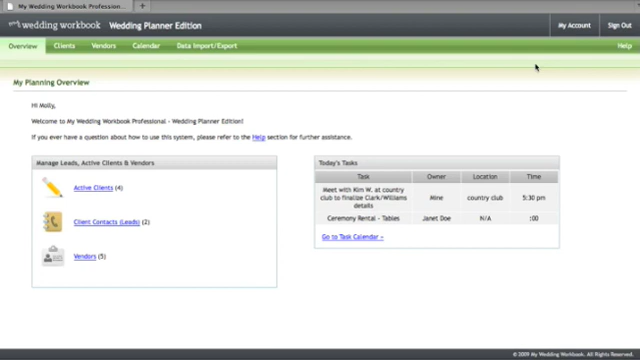 My Wedding Workbook Profession...
my wedding workbook Wedding Planner Edition
My Account
Sign Out
Overview Clients Vendors Calendar Data Import/Export Help
My Planning Overview
Hi Molly,
Welcome to My Wedding Workbook Professional - Wedding Planner Edition!
If you ever have a question about how to use this system, please refer to the Help section for further assistance.
Manage Leads, Active Clients & Vendors
Active Clients (4)
Client Contacts (Leads) (2)
Vendors (5)
Today's Tasks
Task Owner Location Time
Meet with Kim W. at country
club to finalize Clark/Williams
details
Mine country club 5:30 pm
Ceremony Rental - Tables Janet Doe N/A :00
Go to Task Calendar »
© 2009 My Wedding Workbook. All Rights Reserved.